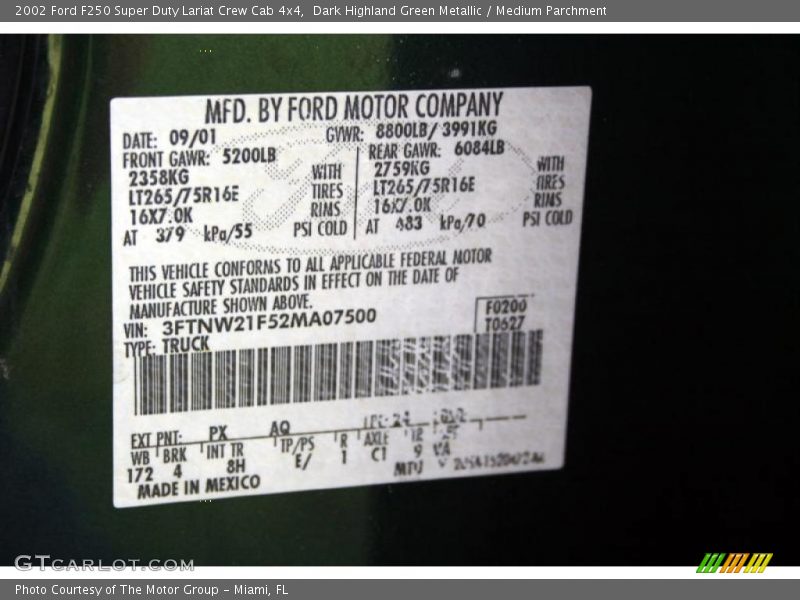 2002 Ford F250 Super Duty Lariat Crew Cab 4x4,  Dark Highland Green Metallic / Medium Parchment
MFD. BY FORD MOTOR COMPANY
DATE: 09/01 GVWR: 8800LB/ 3991KG
FRONT GAWR: 5200LB REAR GAWR: 6084LB
2358KG WITH 2759KG WITH
LT265/75R16E TIRES LT265/75R16E TIRES
16X7.0K RIMS 16X7.0K RIMS
AT 379 kPa/55 PSI COLD AT 483 kPa/70 PSI COLD
THIS VEHICLE CONFORMS TO ALL APPLICABLE FEDERAL MOTOR
VEHICLE SAFETY STANDARDS IN EFFECT ON THE DATE OF
MANUFACTURE SHOWN ABOVE.
VIN: 3FTNW21F52MA07500 F0200
TYPE: TRUCK T0627
EXT PNT: PX AQ
WB BRK INT TR TP/PS R AXLE
172 4 8H E/ 1 C1 9
MADE IN MEXICO
GTCarLot.com
Photo Courtesy of The Motor Group - Miami, FL